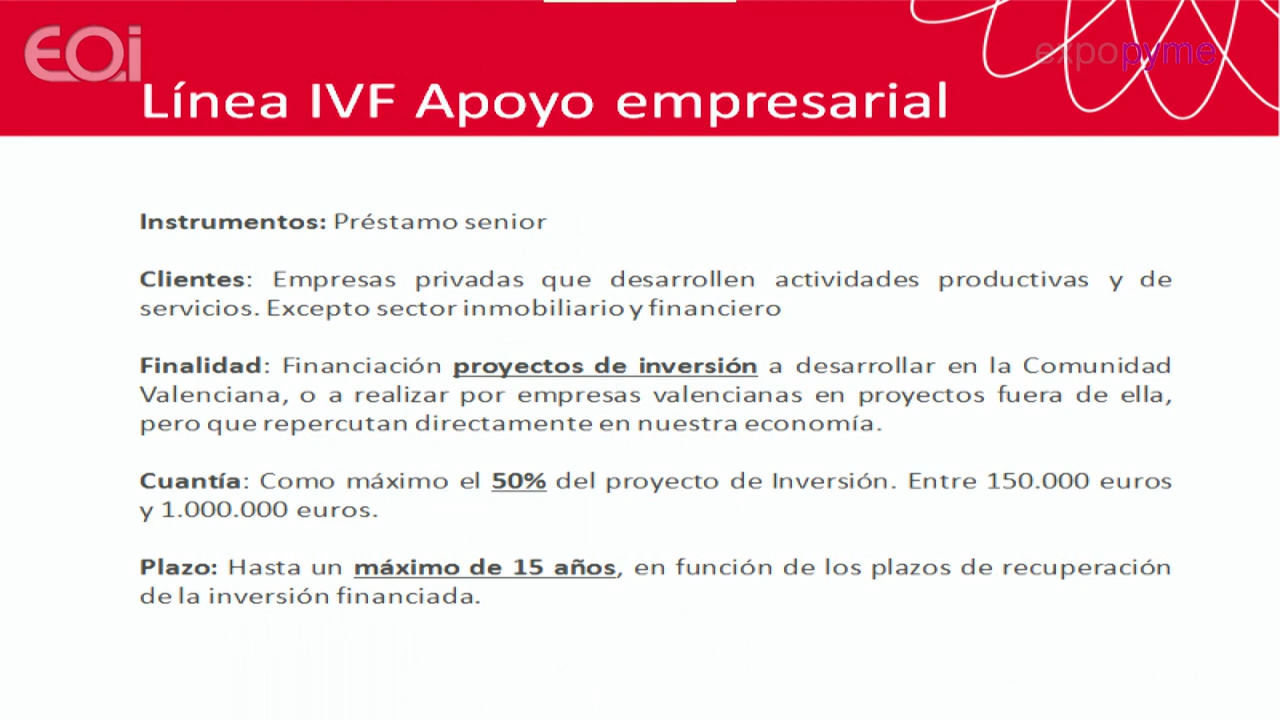 EOi
expopyme
Línea IVF Apoyo empresarial
Instrumentos: Préstamo senior
Clientes: Empresas privadas que desarrollen actividades productivas y de
servicios. Excepto sector inmobiliario y financiero
Finalidad: Financiación proyectos de inversión a desarrollar en la Comunidad
Valenciana, o a realizar por empresas valencianas en proyectos fuera de ella,
pero que repercutan directamente en nuestra economía.
Cuantía: Como máximo el 50% del proyecto de Inversión. Entre 150.000 euros
y 1.000.000 euros.
Plazo: Hasta un máximo de 15 años, en función de los plazos de recuperación
de la inversión financiada.